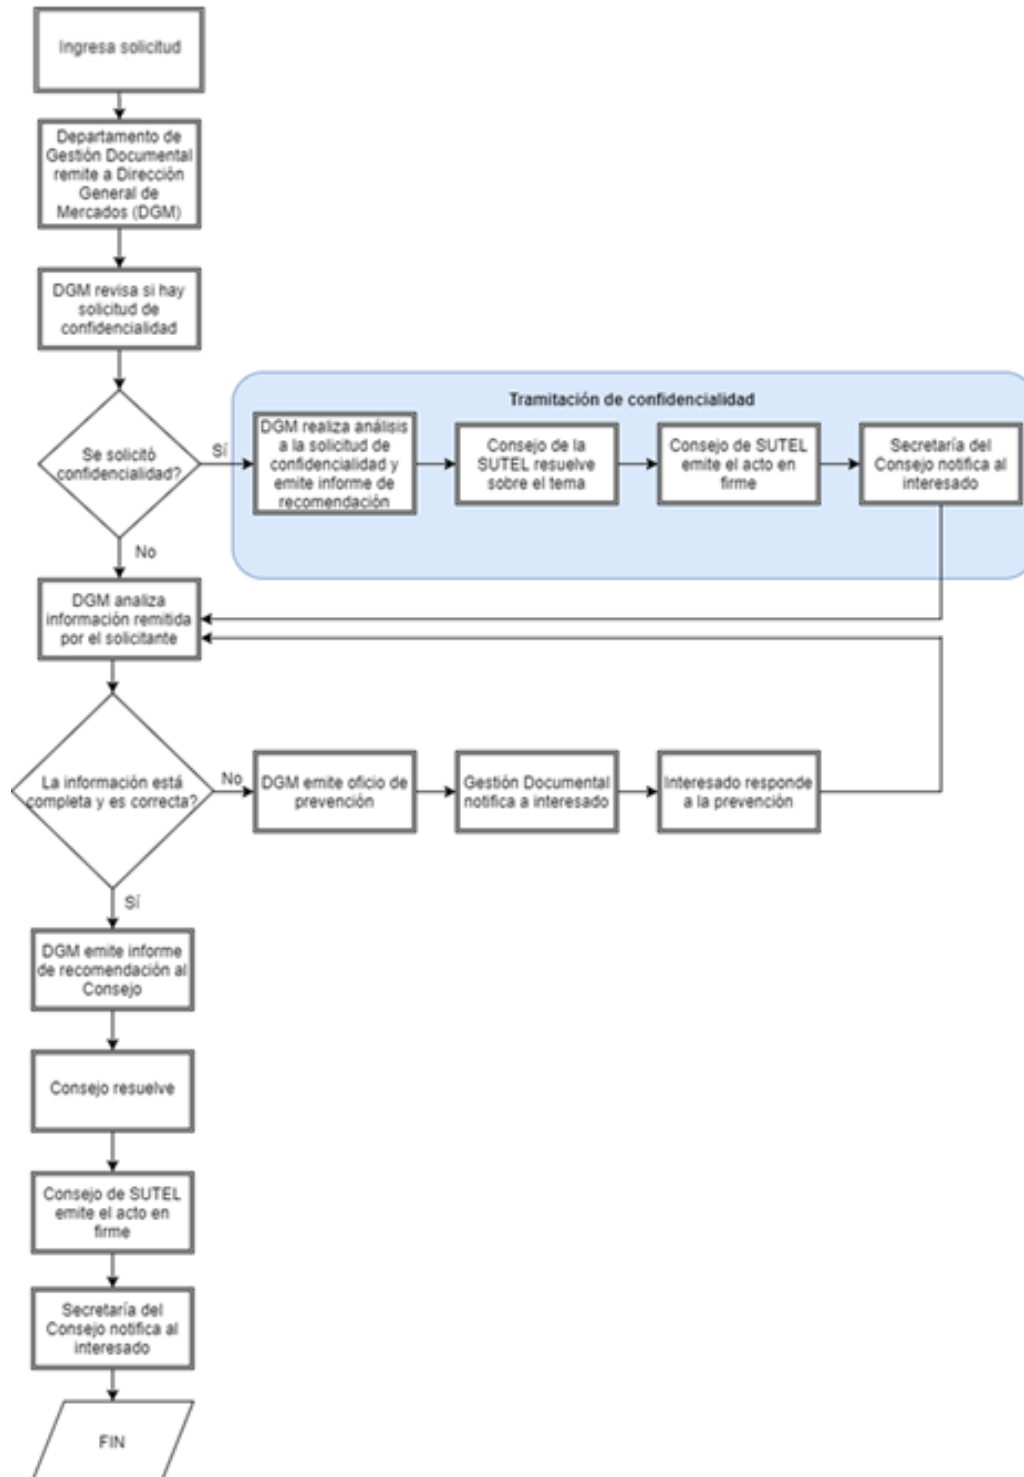 Ingresa solicitud
Departamento de
Gestión Documental
remite a Dirección
General de
Mercados (DGM)
DGM revisa si hay
solicitud de
confidencialidad
Se solicitó
confidencialidad?
Sí
No
Tramitación de confidencialidad
DGM realiza análisis
a la solicitud de
confidencialidad y
emite informe de
recomendación
Consejo de la
SUTEL resuelve
sobre el tema
Consejo de SUTEL
emite el acto en
firme
Secretaría del
Consejo notifica al
interesado
DGM analiza
información remitida
por el solicitante
La información está
completa y es correcta?
No
DGM emite oficio de
prevención
Gestión Documental
notifica a interesado
Interesado responde
a la prevención
Sí
DGM emite informe
de recomendación al
Consejo
Consejo resuelve
Consejo de SUTEL
emite el acto en
firme
Secretaría del
Consejo notifica al
interesado
FIN